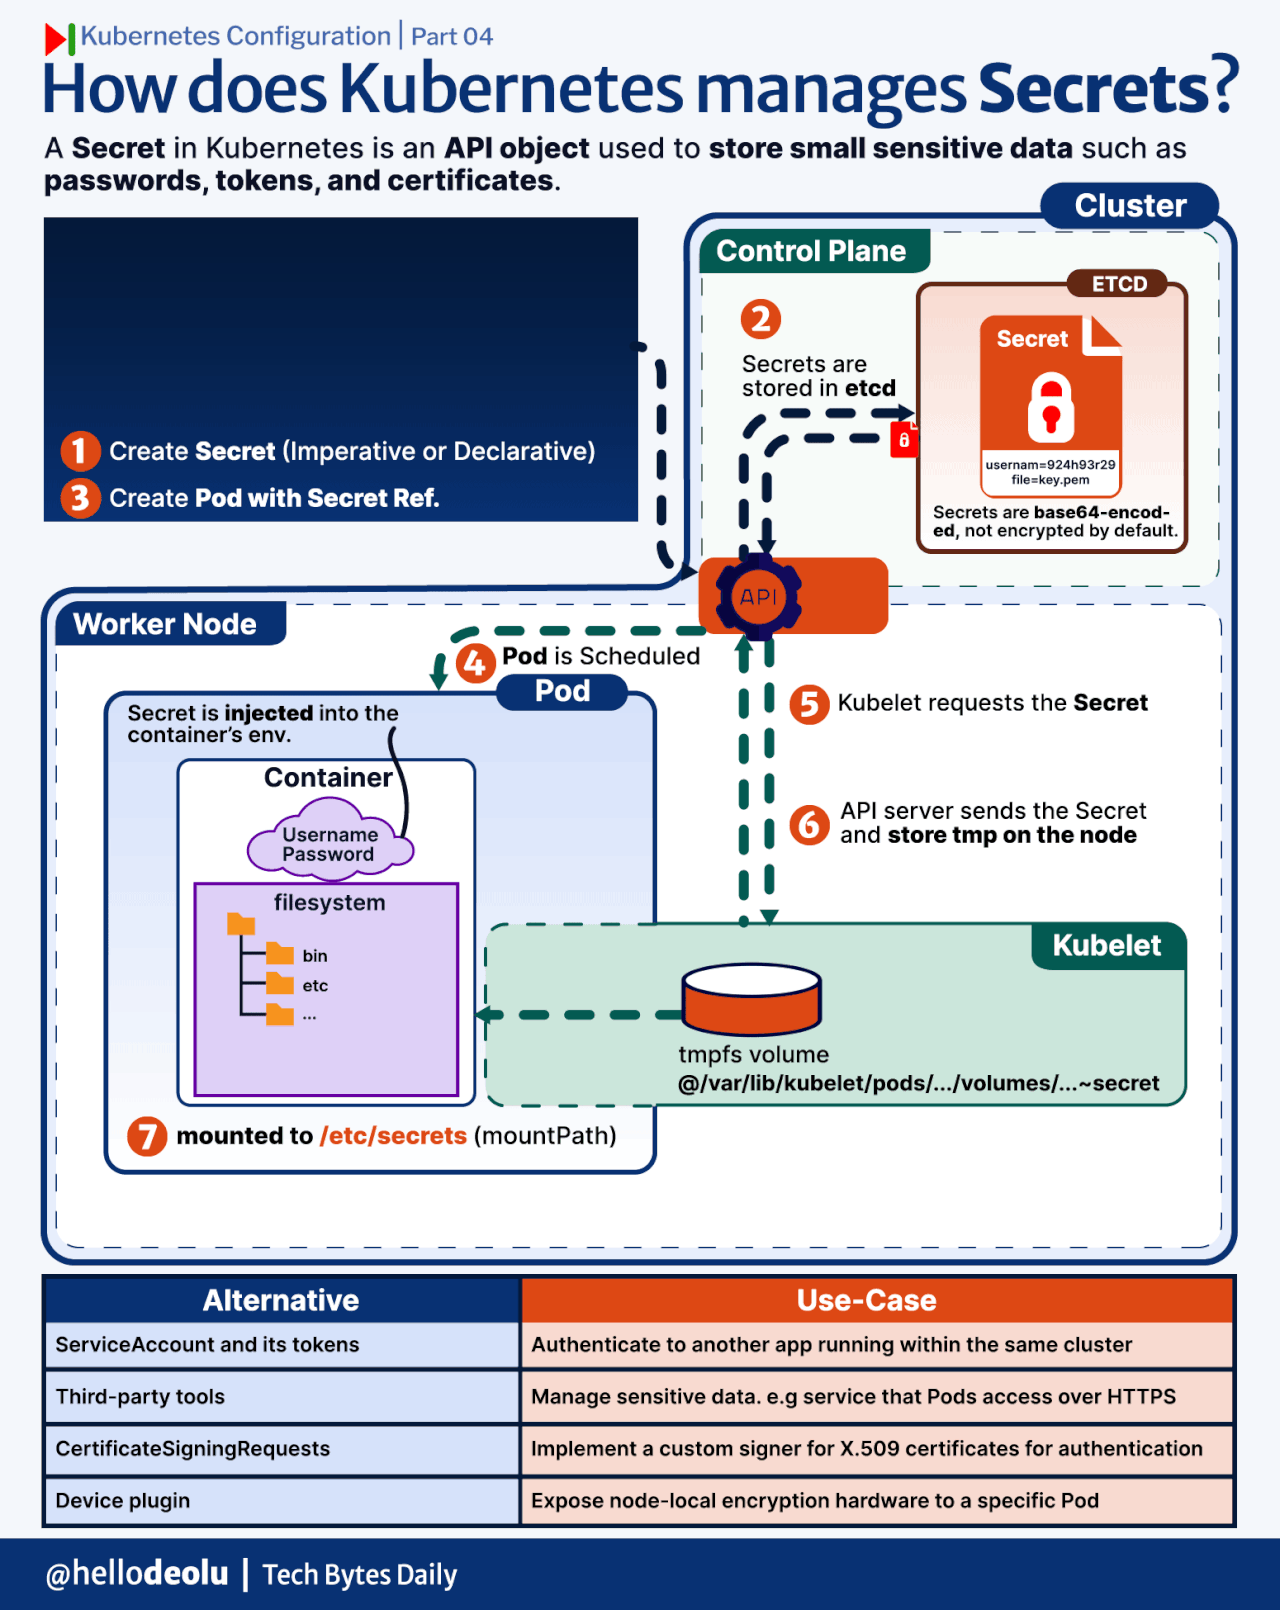 Kubernetes Configuration | Part 04
How does Kubernetes manages Secrets?
A Secret in Kubernetes is an API object used to store small sensitive data such as
passwords, tokens, and certificates.
Cluster
Control Plane
ETCD
2
Secrets are
stored in etcd
Secret
usernam=924h93r29
file=key.pem
Secrets are base64-encod-
ed, not encrypted by default.
1 Create Secret (Imperative or Declarative)
3 Create Pod with Secret Ref.
API
Worker Node
4 Pod is Scheduled
Pod
5 Kubelet requests the Secret
Secret is injected into the
container's env.
Container
Username
Password
6 API server sends the Secret
and store tmp on the node
filesystem
bin
etc
...
Kubelet
tmpfs volume
@/var/lib/kubelet/pods/.../volumes/...~secret
7 mounted to /etc/secrets (mountPath)
Alternative Use-Case
ServiceAccount and its tokens Authenticate to another app running within the same cluster
Third-party tools Manage sensitive data. e.g service that Pods access over HTTPS
CertificateSigningRequests Implement a custom signer for X.509 certificates for authentication
Device plugin Expose node-local encryption hardware to a specific Pod
@hellodeolu | Tech Bytes Daily